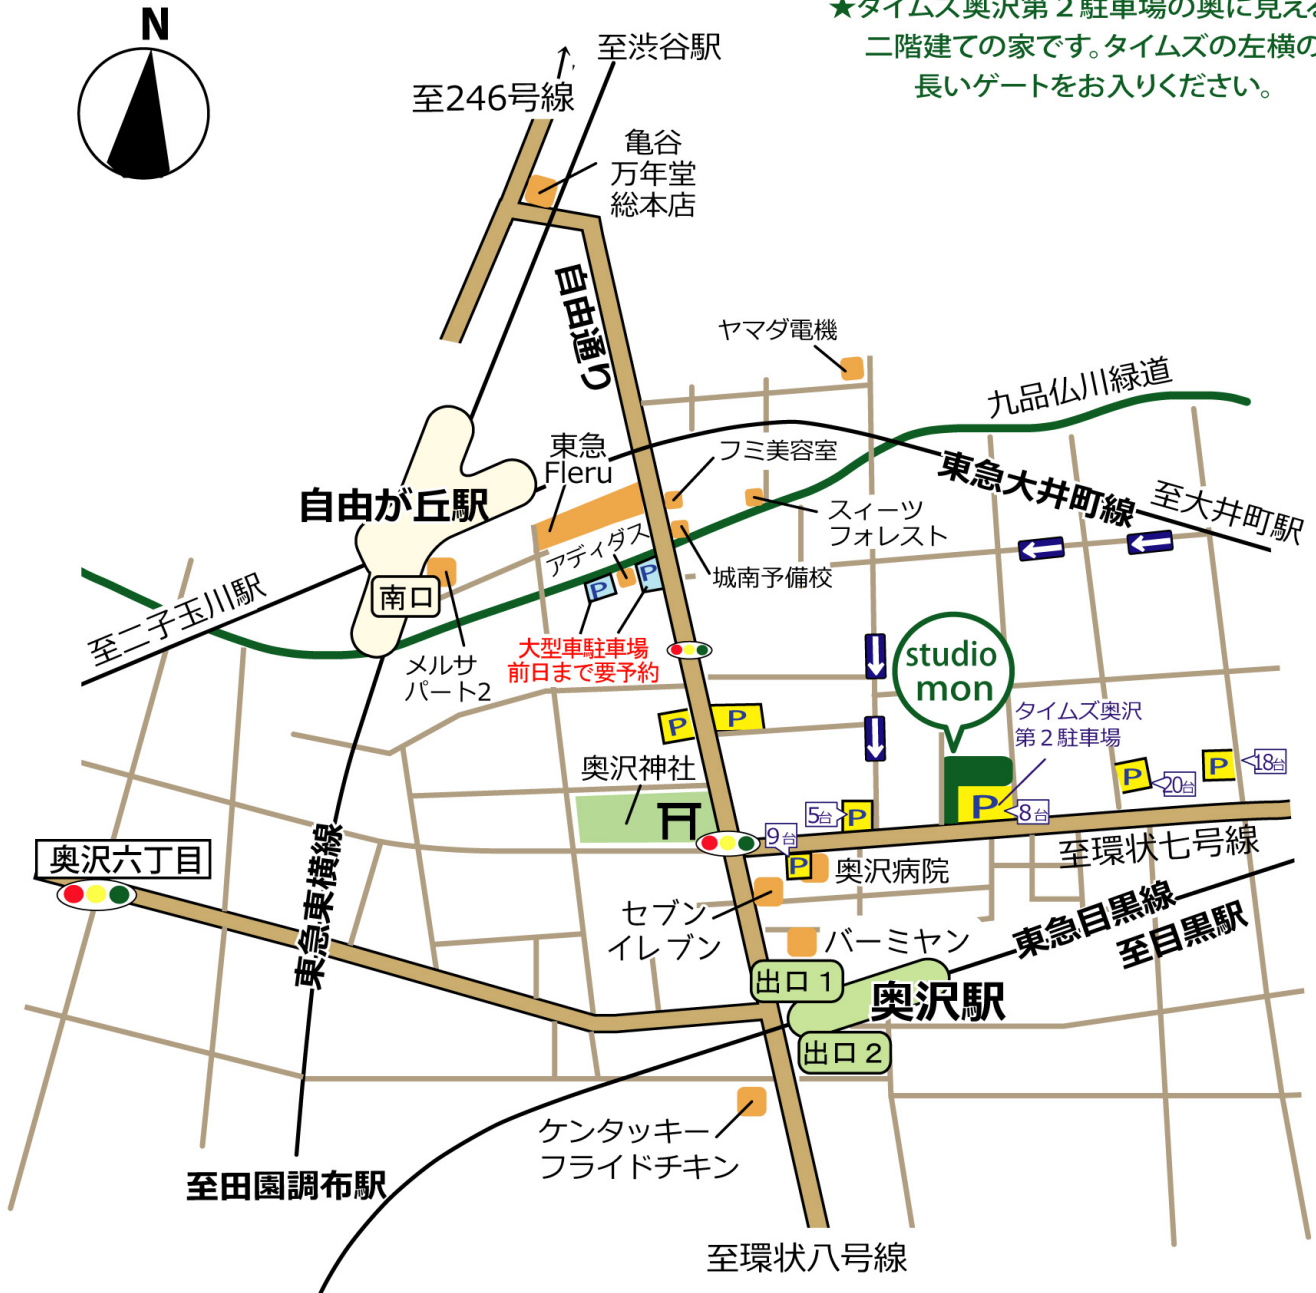 N
★タイムズ奥沢第2駐車場の奥に見える
二階建ての家です。タイムズの左横の
長いゲートをお入りください。
至渋谷駅
至246号線
亀谷
万年堂
総本店
自由通り
ヤマダ電機
九品仏川緑道
東急
Fleru
フミ美容室
東急大井町線
至大井町駅
自由が丘駅
スィーツ
フォレスト
アディダス
城南予備校
P
P
南口
至二子玉川駅
大型車駐車場
前日まで要予約
メルサ
パート2
studio
mon
タイムズ奥沢
第2駐車場
P
P
奥沢神社
P
20台
P
18台
5台
P
P
8台
9台
P
奥沢病院
至環状七号線
奥沢六丁目
東急東横線
セブン
イレブン
バーミヤン
東急目黒線
至目黒駅
出口1
奥沢駅
出口2
ケンタッキー
フライドチキン
至田園調布駅
至環状八号線